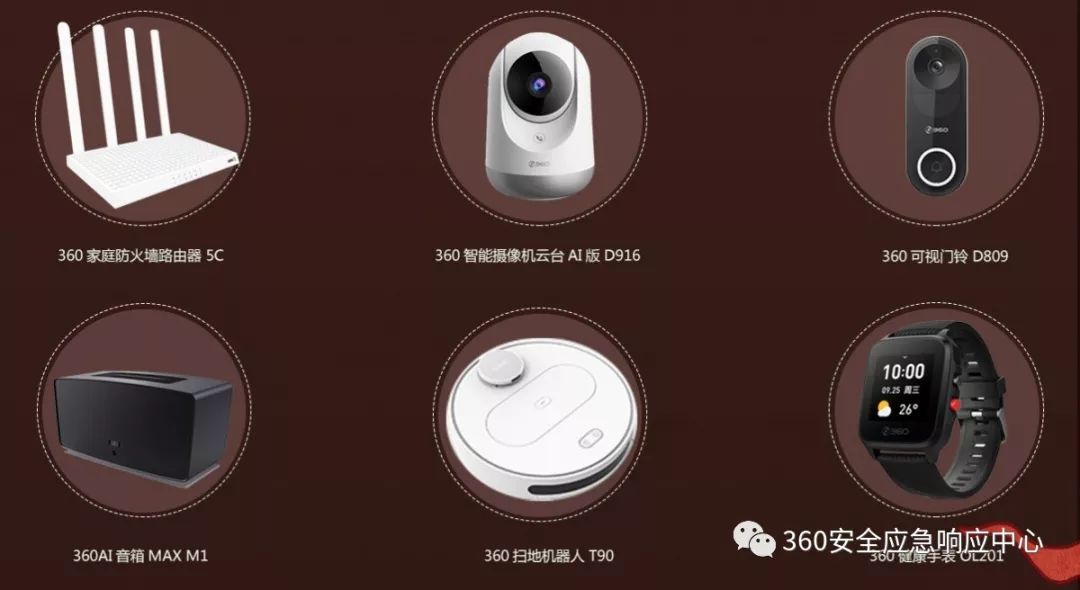 360
360
360 家庭防火墙路由器 5C
360 智能摄像机云台 AI 版 D916
360 可视门铃 D809
10:00
09.25 周三
26°
360
360AI 音箱 MAX M1
360 扫地机器人 T90
360 健康手表 OL201
360安全应急响应中心